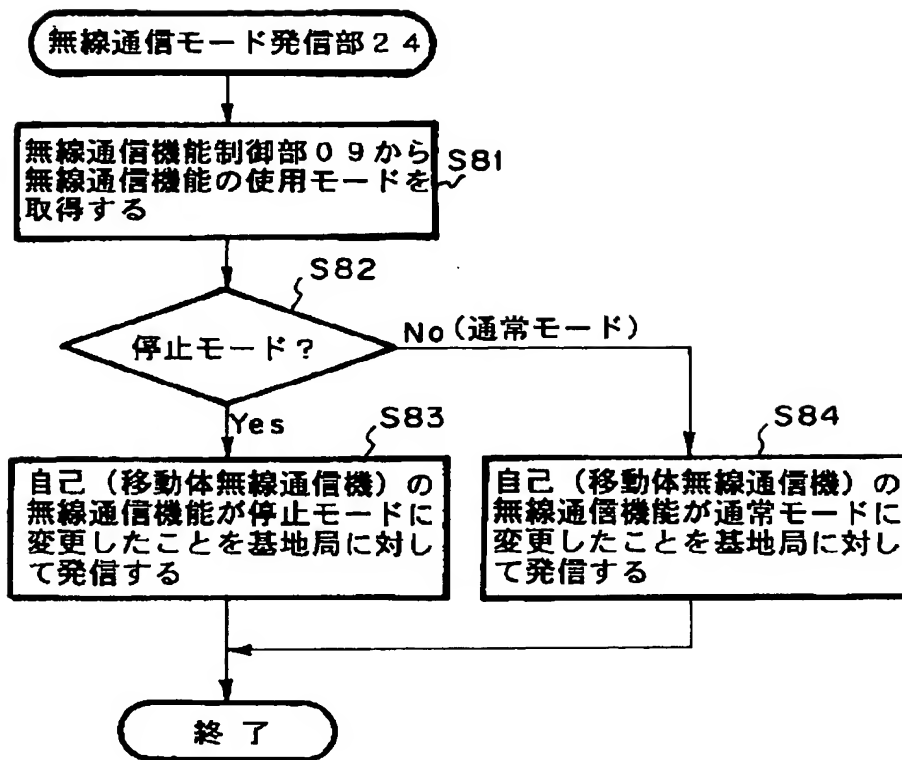 無線通信モード発信部２４
無線通信機能制御部０９から
無線通信機能の使用モードを
取得する
S81
S82
停止モード？
No(通常モード)
Yes
S83
自己（移動体無線通信機）の
無線通信機能が停止モードに
変更したことを基地局に対し
て発信する
S84
自己（移動体無線通信機）の
無線通信機能が通常モードに
変更したことを基地局に対し
て発信する
終了